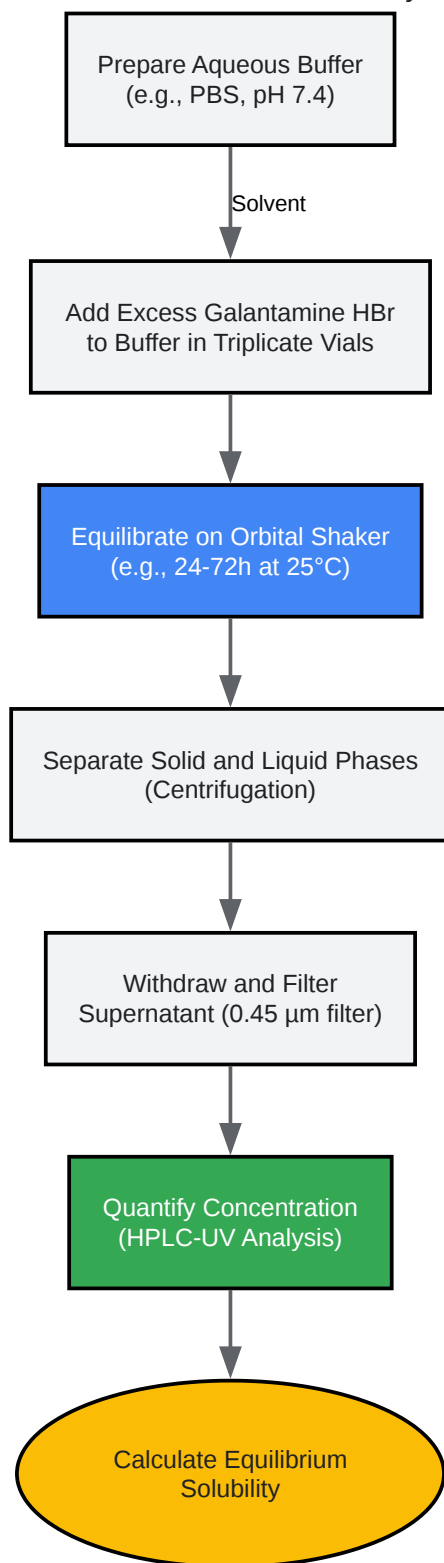 Prepare Aqueous Buffer
(e.g., PBS, pH 7.4)
Solvent
Add Excess Galantamine HBr
to Buffer in Triplicate Vials
Equilibrate on Orbital Shaker
(e.g., 24-72h at 25°C)
Separate Solid and Liquid Phases
(Centrifugation)
Withdraw and Filter
Supernatant (0.45 µm filter)
Quantify Concentration
(HPLC-UV Analysis)
Calculate Equilibrium
Solubility